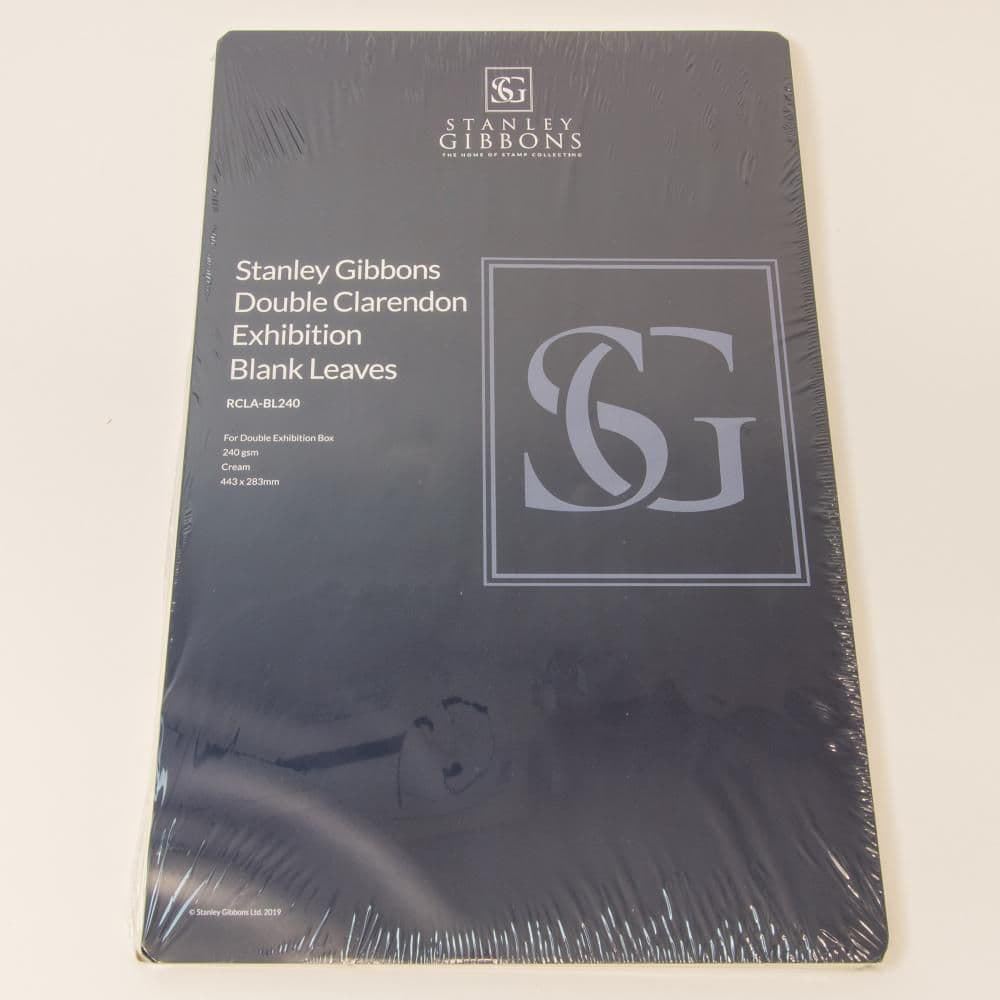 SG
STANLEY
GIBBONS
THE HOME OF STAMP COLLECTING
Stanley Gibbons
Double Clarendon
Exhibition
Blank Leaves
RCLA-BL240
For Double Exhibition Box
240 gsm
Cream
443 x 283mm
SG
© Stanley Gibbons Ltd. 2019